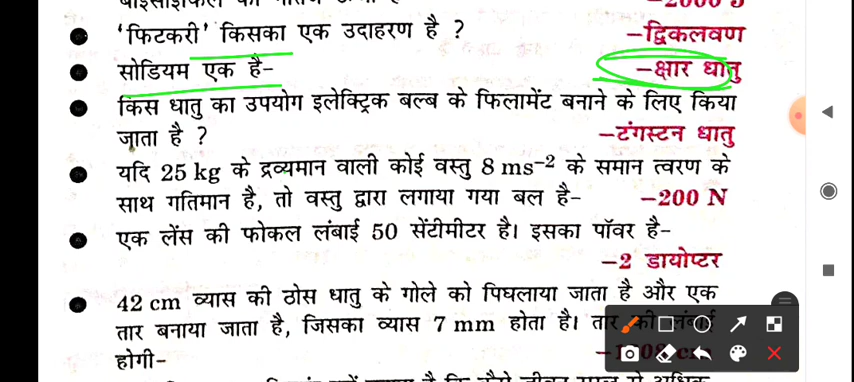 ‘फिटकरी’ किसका एक उदाहरण है ? –द्विकलवण
सोडियम एक है– –क्षार धातु
किस धातु का उपयोग इलेक्ट्रिक बल्ब के फिलामेंट बनाने के लिए किया
जाता है ? –टंगस्टन धातु
यदि 25 kg के द्रव्यमान वाली कोई वस्तु 8 ms⁻² के समान त्वरण के
साथ गतिमान है, तो वस्तु द्वारा लगाया गया बल है– –200 N
एक लेंस की फोकल लंबाई 50 सेंटीमीटर है। इसका पॉवर है–
–2 डायोप्टर
42 cm व्यास की ठोस धातु के गोले को पिघलाया जाता है और एक
तार बनाया जाता है, जिसका व्यास 7 mm होता है। तार की लंबाई
होगी–